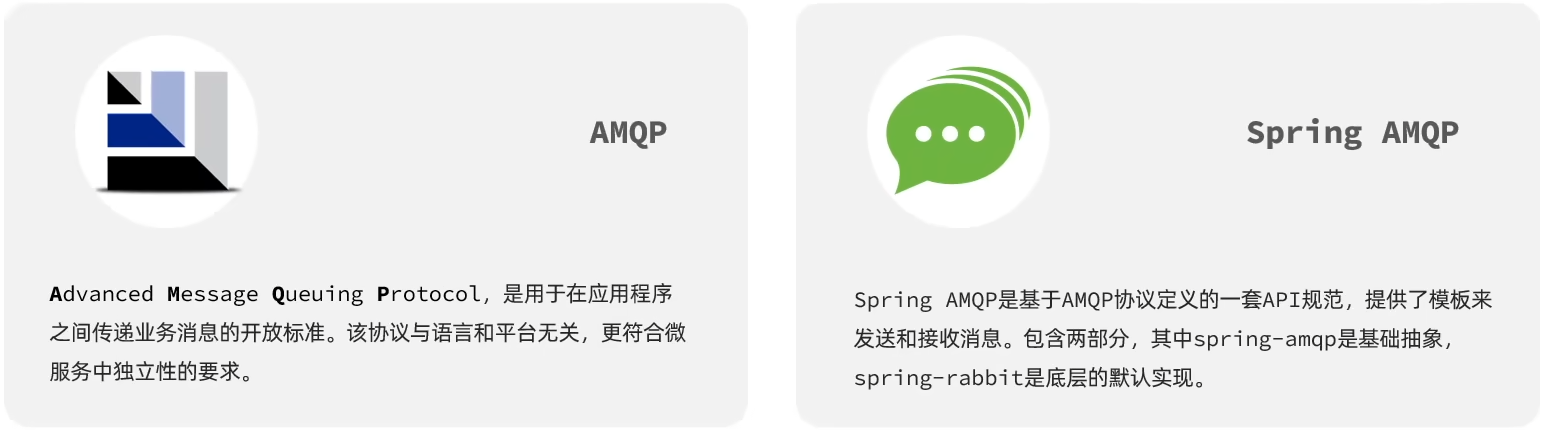 AMQP
Advanced Message Queuing Protocol，是用于在应用程序
之间传递业务消息的开放标准。该协议与语言和平台无关，更符合微
服务中独立性的要求。
Spring AMQP
Spring AMQP是基于AMQP协议定义的一套API规范，提供了模板来
发送和接收消息。包含两部分，其中spring-amqp是基础抽象，
spring-rabbit是底层的默认实现。